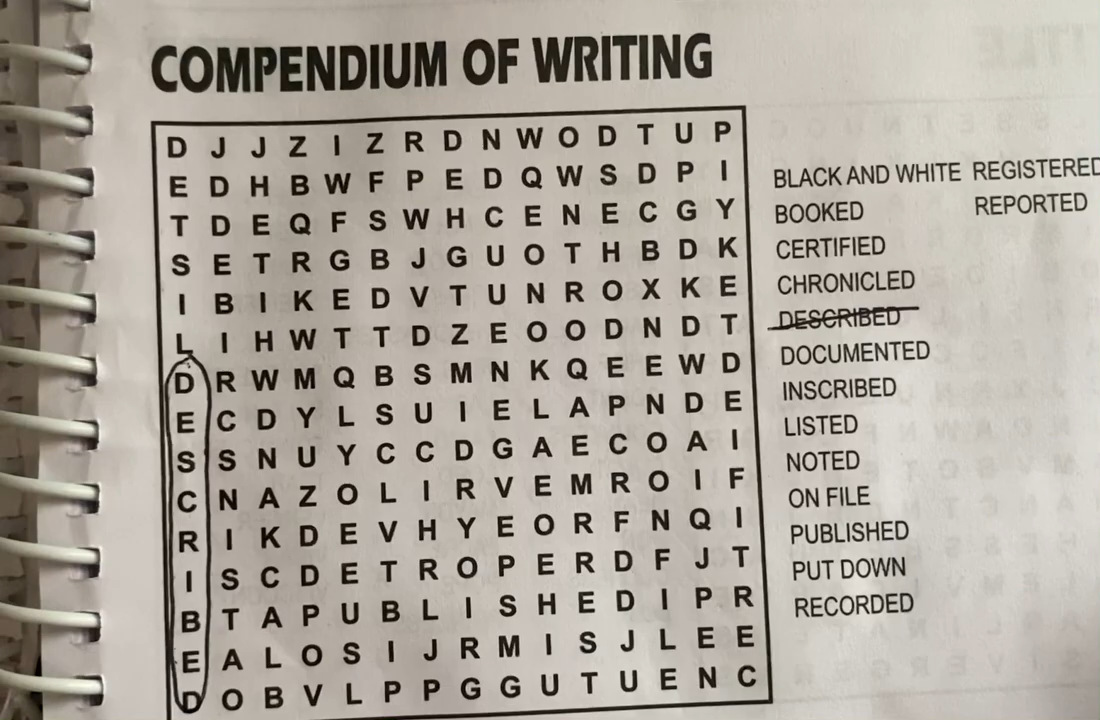 COMPENDIUM OF WRITING
D J J Z I Z R D N W O D T U P
E D H B W F P E D Q W S D P I
T D E Q F S W H C E N E C G Y
S E T R G B J G U O T H B D K
I B I K E D V T U N R O X K E
L I H W T T D Z E O O D N D T
D R W M Q B S M N K Q E E W D
E C D Y L S U I E L A P N D E
S S N U Y C C D G A E C O A I
C N A Z O L I R V E M R O I F
R I K D E V H Y E O R F N Q I
I S C D E T R O P E R D F J T
B T A P U B L I S H E D I P R
E A L O S I J R M I S J L E E
D O B V L P P G G U T U E N C
BLACK AND WHITE
BOOKED
CERTIFIED
CHRONICLED
DESCRIBED
DOCUMENTED
INSCRIBED
LISTED
NOTED
ON FILE
PUBLISHED
PUT DOWN
RECORDED
REGISTERED
REPORTED